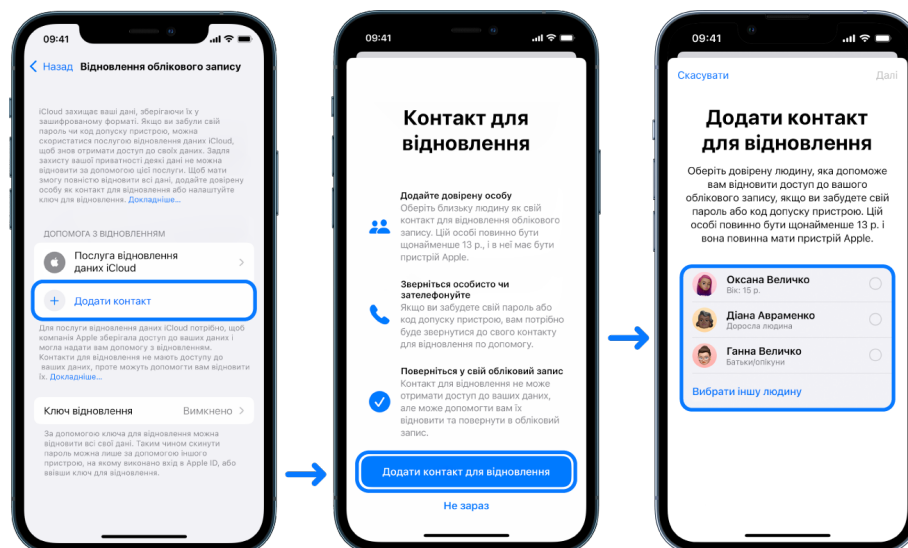 09:41
Назад Відновлення облікового запису
iCloud захищає ваші дані, зберігаючи їх у
зашифрованому форматі. Якщо ви забули свій
пароль чи код допуску пристрою, можна
скористатися послугою відновлення даних iCloud,
щоб знов отримати доступ до своїх даних. Задля
захисту вашої приватності деякі дані не можна
відновити за допомогою цієї послуги. Щоб мати
змогу повністю відновити всі дані, додайте довірену
особу як контакт для відновлення або налаштуйте
ключ для відновлення. Докладніше...
ДОПОМОГА З ВІДНОВЛЕННЯМ
Послуга відновлення
даних iCloud
Додати контакт
Для послуги відновлення даних iCloud потрібно, щоб
компанія Apple зберігала доступ до ваших даних і
могла надати вам допомогу з відновленням.
Контакти для відновлення не мають доступу до
ваших даних, проте можуть допомогти вам відновити
їх. Докладніше...
Ключ відновлення Вимкнено
За допомогою ключа для відновлення можна
відновити всі свої дані. Таким чином скинути
пароль можна лише за допомогою іншого
пристрою, на якому виконано вхід в Apple ID, або
ввівши ключ для відновлення.
09:41
Контакт для
відновлення
Додайте довірену особу
Оберіть близьку людину як свій
контакт для відновлення облікового
запису. Цій особі повинно бути
щонайменше 13 р., і в неї має бути
пристрій Apple.
Зверніться особисто чи
зателефонуйте
Якщо ви забудете свій пароль або
код допуску пристрою, вам потрібно
буде звернутися до свого контакту
для відновлення по допомогу.
Поверніться у свій обліковий запис
Контакт для відновлення не може
отримати доступ до ваших даних,
але може допомогти вам їх
відновити та повернути в обліковий
запис.
Додати контакт для відновлення
Не зараз
09:41
Скасувати Далі
Додати контакт
для відновлення
Оберіть довірену людину, яка допоможе
вам відновити доступ до вашого
облікового запису, якщо ви забудете свій
пароль або код допуску пристрою. Цій
особі повинно бути щонайменше 13 р. і
вона повинна мати пристрій Apple.
Оксана Величко
Вік: 15 р.
Діана Авраменко
Доросла людина
Ганна Величко
Батьки/опікуни
Вибрати іншу людину